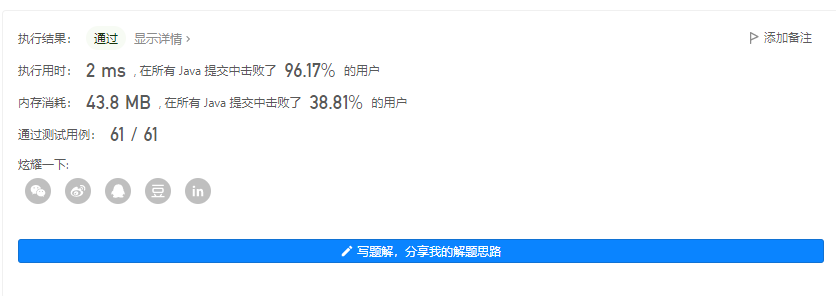 执行结果： 通过 显示详情 › 添加备注
执行用时： 2 ms , 在所有 Java 提交中击败了 96.17% 的用户
内存消耗： 43.8 MB , 在所有 Java 提交中击败了 38.81% 的用户
通过测试用例： 61 / 61
炫耀一下:
豆 in
写题解，分享我的解题思路